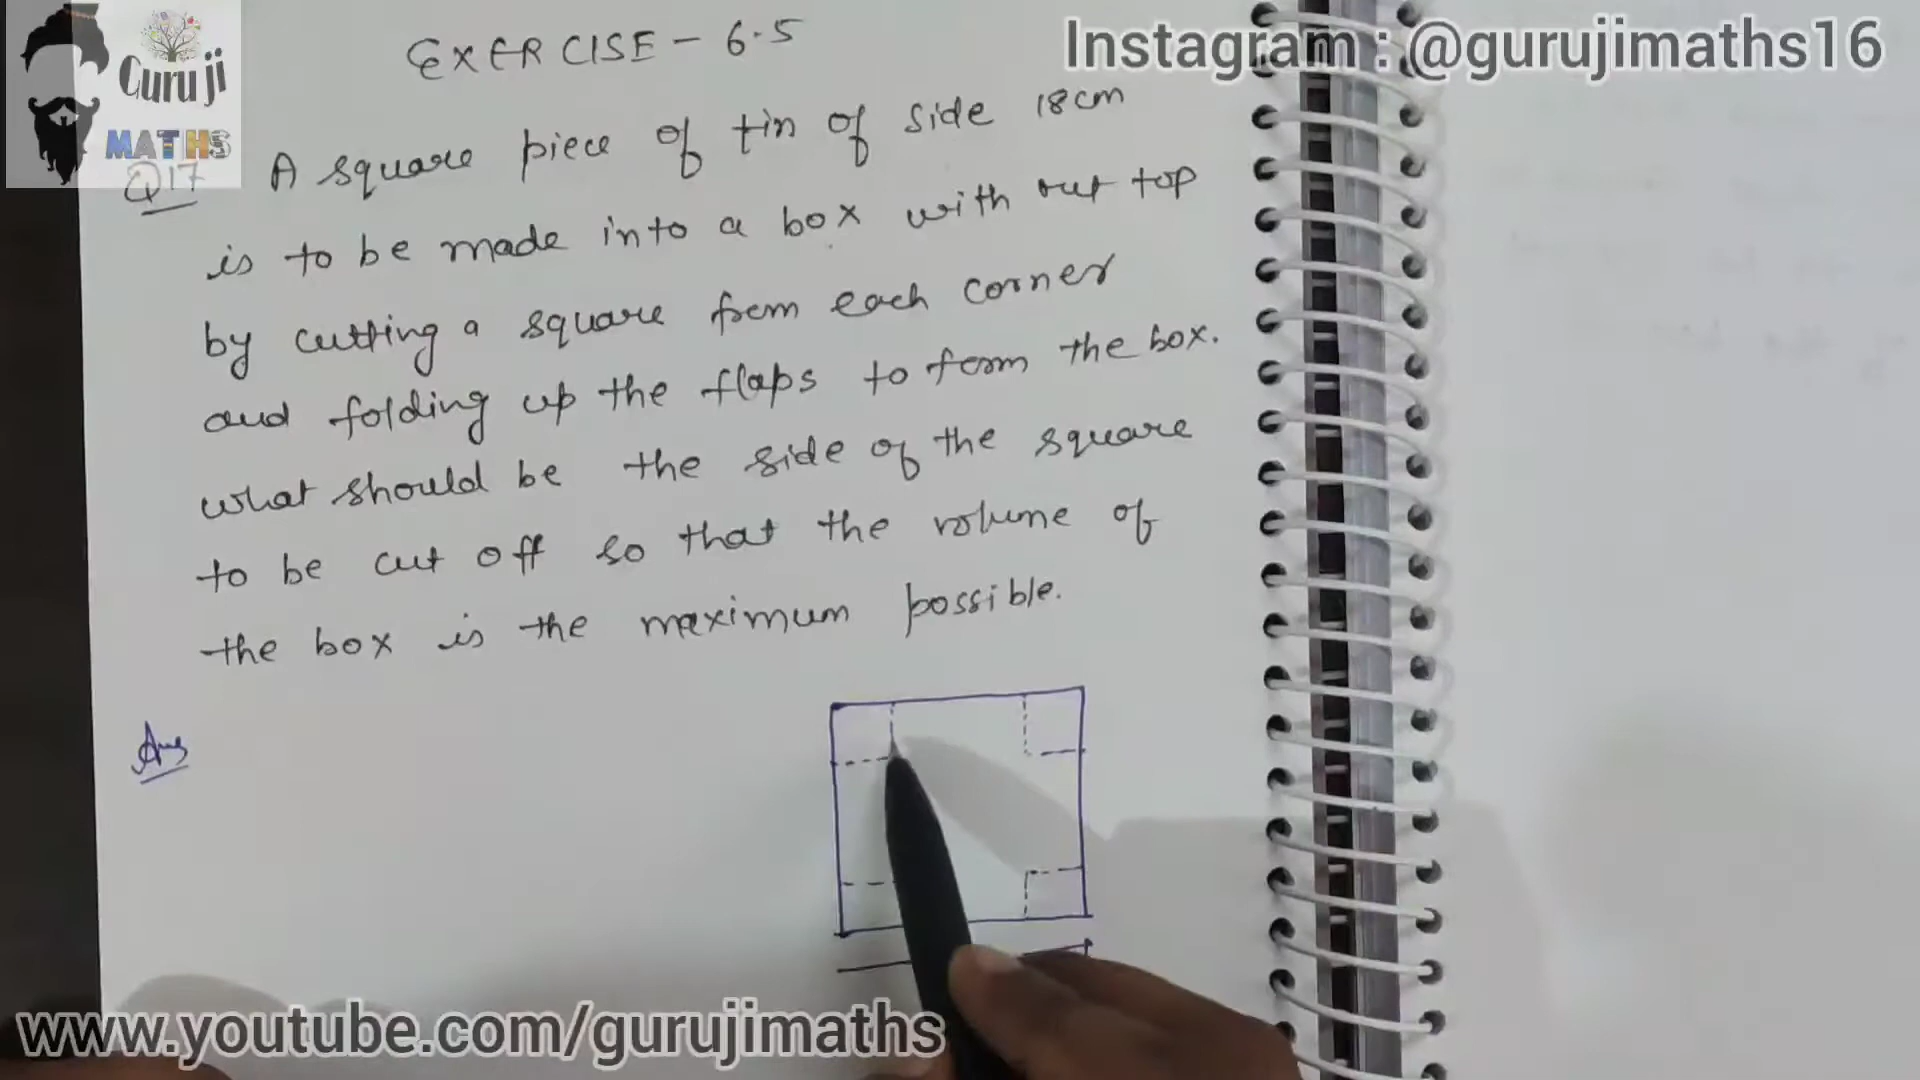 Guruji
MATHS
Instagram : @gurujimaths16
EXERCISE - 6.5
Q17 A square piece of tin of side 18cm
is to be made into a box with out top
by cutting a square from each corner
and folding up the flaps to form the box.
what should be the side of the square
to be cut off so that the volume of
the box is the maximum possible.
Ans
www.youtube.com/gurujimaths